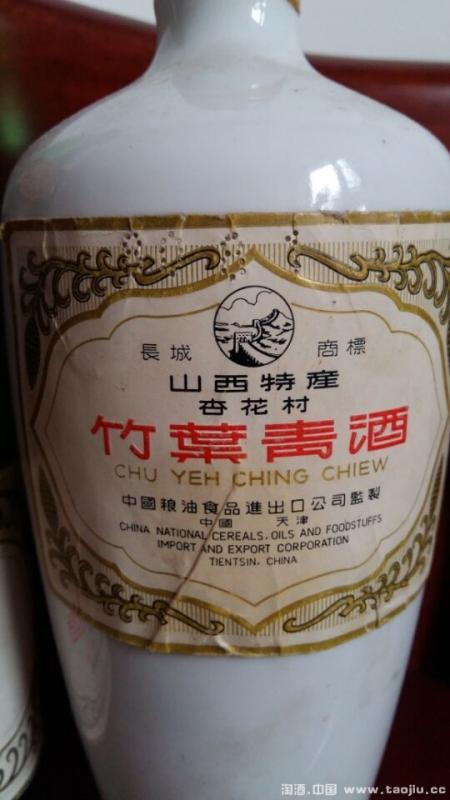 長城 商標
山西特産
杏花村
竹葉青酒
CHU YEH CHING CHIEW
中國粮油食品進出口公司監製
中國 天津
CHINA NATIONAL CEREALS, OILS AND FOODSTUFFS
IMPORT AND EXPORT CORPORATION
TIENTSIN, CHINA
淘酒.中国 www.taojiu.cc